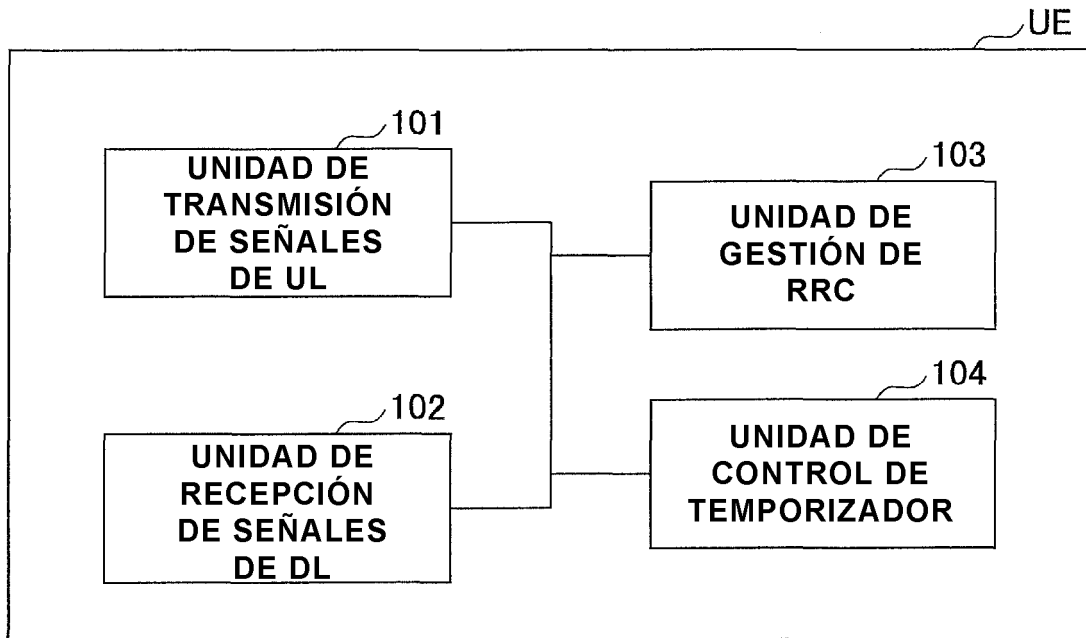 UE
101
UNIDAD DE
TRANSMISIÓN
DE SEÑALES
DE UL
103
UNIDAD DE
GESTIÓN DE
RRC
102
UNIDAD DE
RECEPCIÓN
DE SEÑALES
DE DL
104
UNIDAD DE
CONTROL DE
TEMPORIZADOR